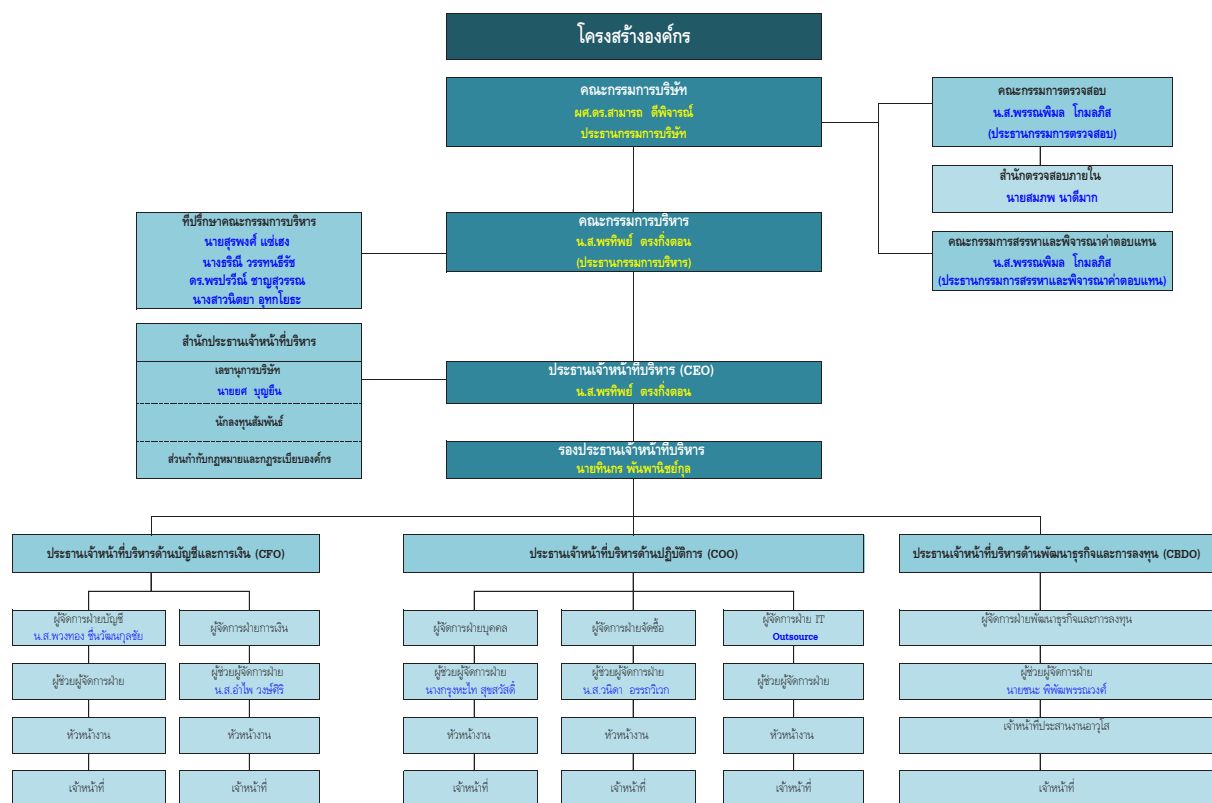 โครงสร้างองค์กร
คณะกรรมการบริษัท
ผศ.ดร.สามารถ ดีพิจารณ์
ประธานกรรมการบริษัท
คณะกรรมการตรวจสอบ
น.ส.พรรณพิมล โกมลภิส
(ประธานกรรมการตรวจสอบ)
สำนักตรวจสอบภายใน
นายสมภพ นาดีมาก
ที่ปรึกษาคณะกรรมการบริหาร
นายสุรพงศ์ แซ่เฮง
นางธริณี วรรทนธีรัช
ดร.พรปรวีณ์ ชาญสุวรรณ
นางสาวนิตยา อุทกโยธะ
คณะกรรมการบริหาร
น.ส.พรทิพย์ ตรงกิ่งตอน
(ประธานกรรมการบริหาร)
คณะกรรมการสรรหาและพิจารณาค่าตอบแทน
น.ส.พรรณพิมล โกมลภิส
(ประธานกรรมการสรรหาและพิจารณาค่าตอบแทน)
สำนักประธานเจ้าหน้าที่บริหาร
เลขานุการบริษัท
นายยศ บุญยืน
นักลงทุนสัมพันธ์
ส่วนกำกับกฎหมายและกฎระเบียบองค์กร
ประธานเจ้าหน้าที่บริหาร (CEO)
น.ส.พรทิพย์ ตรงกิ่งตอน
รองประธานเจ้าหน้าที่บริหาร
นายทินกร พันพานิชย์กุล
ประธานเจ้าหน้าที่บริหารด้านบัญชีและการเงิน (CFO)
ประธานเจ้าหน้าที่บริหารด้านปฏิบัติการ (COO)
ประธานเจ้าหน้าที่บริหารด้านพัฒนาธุรกิจและการลงทุน (CBDO)
ผู้จัดการฝ่ายบัญชี
น.ส.พวงทอง ชื่นวัฒนกุลชัย
ผู้จัดการฝ่ายการเงิน
ผู้จัดการฝ่ายบุคคล
ผู้จัดการฝ่ายจัดซื้อ
ผู้จัดการฝ่าย IT
Outsource
ผู้จัดการฝ่ายพัฒนาธุรกิจและการลงทุน
ผู้ช่วยผู้จัดการฝ่าย
ผู้ช่วยผู้จัดการฝ่าย
น.ส.อำไพ วงษ์ศิริ
ผู้ช่วยผู้จัดการฝ่าย
นางกรุงหะไท สุขสวัสดิ์
ผู้ช่วยผู้จัดการฝ่าย
น.ส.วนิดา อรรถวิเวก
ผู้ช่วยผู้จัดการฝ่าย
ผู้ช่วยผู้จัดการฝ่าย
นายชนะ พิพัฒพรรณวงศ์
หัวหน้างาน
หัวหน้างาน
หัวหน้างาน
หัวหน้างาน
หัวหน้างาน
เจ้าหน้าที่ประสานงานอาวุโส
เจ้าหน้าที่
เจ้าหน้าที่
เจ้าหน้าที่
เจ้าหน้าที่
เจ้าหน้าที่
เจ้าหน้าที่